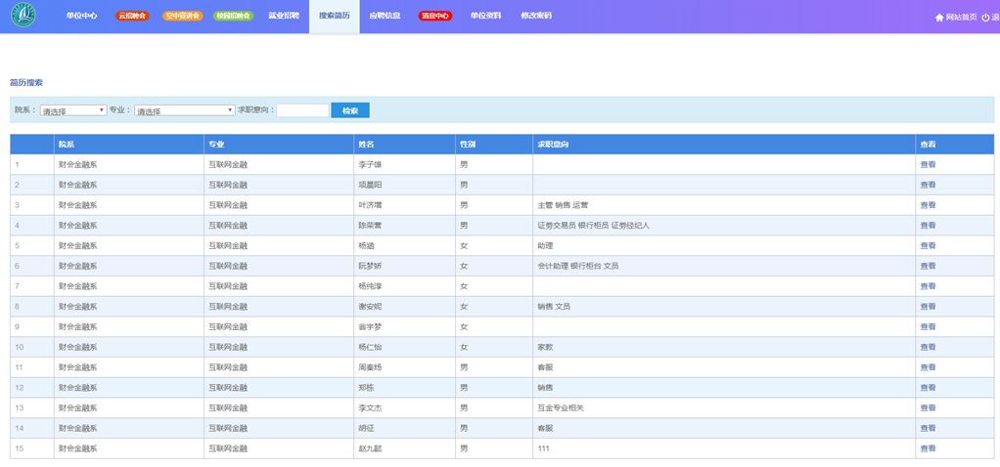 单位中心 云招聘会 空中宣讲会 校园招聘会 就业招聘 搜索简历 应聘信息 消息中心 单位资料 修改密码 网站首页 退
简历搜索
院系： 请选择 专业： 请选择 求职意向： 检索
院系 专业 姓名 性别 求职意向 查看
1 财会金融系 互联网金融 李子雄 男 查看
2 财会金融系 互联网金融 项晨阳 男 查看
3 财会金融系 互联网金融 叶济增 男 主管 销售 运营 查看
4 财会金融系 互联网金融 陈荣营 男 证券交易员 银行柜员 证券经纪人 查看
5 财会金融系 互联网金融 杨涵 女 助理 查看
6 财会金融系 互联网金融 阮梦娇 女 会计助理 银行柜台 文员 查看
7 财会金融系 互联网金融 杨纯淳 女 查看
8 财会金融系 互联网金融 谢安妮 女 销售 文员 查看
9 财会金融系 互联网金融 翁宇梦 女 查看
10 财会金融系 互联网金融 杨仁怡 女 家教 查看
11 财会金融系 互联网金融 周秦炀 男 客服 查看
12 财会金融系 互联网金融 郑栋 男 销售 查看
13 财会金融系 互联网金融 李文杰 男 互金专业相关 查看
14 财会金融系 互联网金融 胡征 男 客服 查看
15 财会金融系 互联网金融 赵九懿 男 111 查看